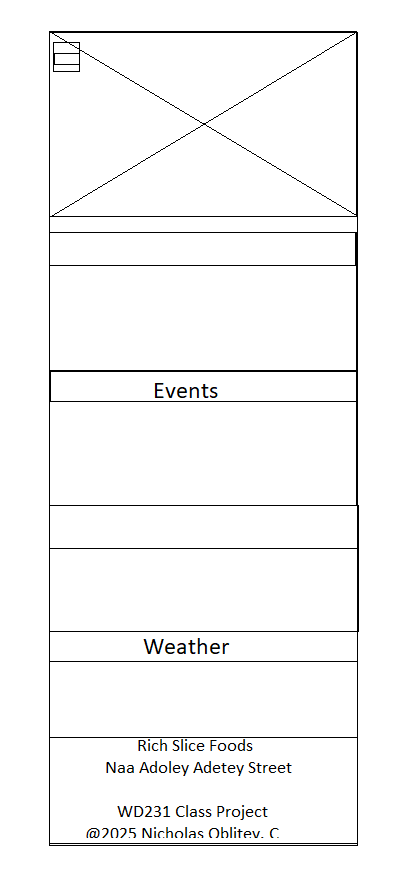 Events
Weather
Rich Slice Foods
Naa Adoley Adetey Street
WD231 Class Project
@2025 Nicholas Oblitey. C